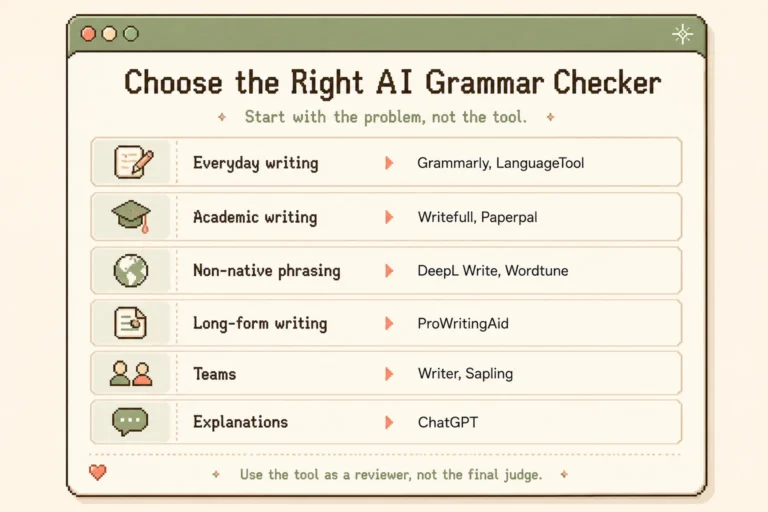 Choose the Right AI Grammar Checker
Start with the problem, not the tool.
Everyday writing Grammarly, LanguageTool
Academic writing Writefull, Paperpal
Non-native phrasing DeepL Write, Wordtune
Long-form writing ProWritingAid
Teams Writer, Sapling
Explanations ChatGPT
Use the tool as a reviewer, not the final judge.